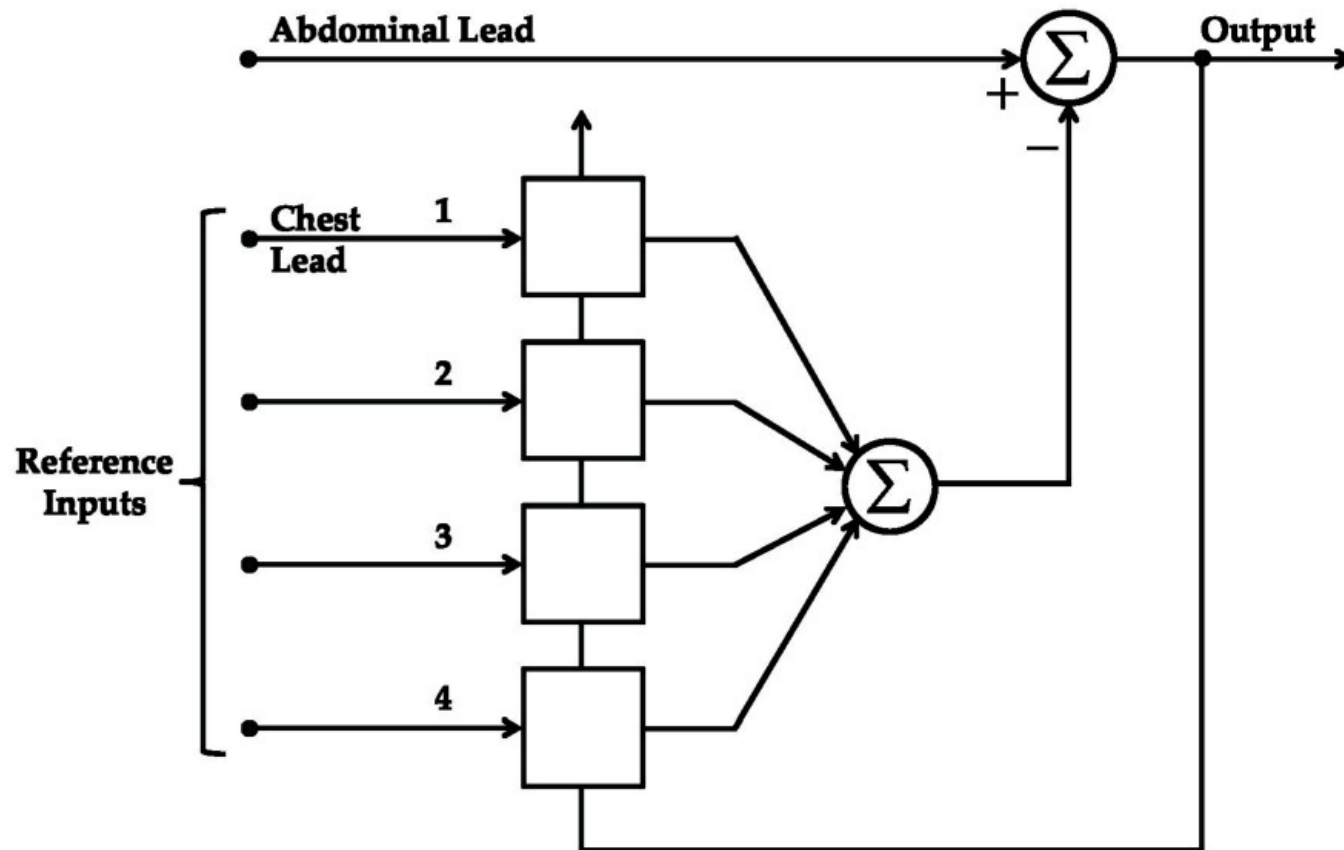 Abdominal Lead
Output
Σ
+
−
Chest
Lead
1
2
Reference
Inputs
Σ
3
4